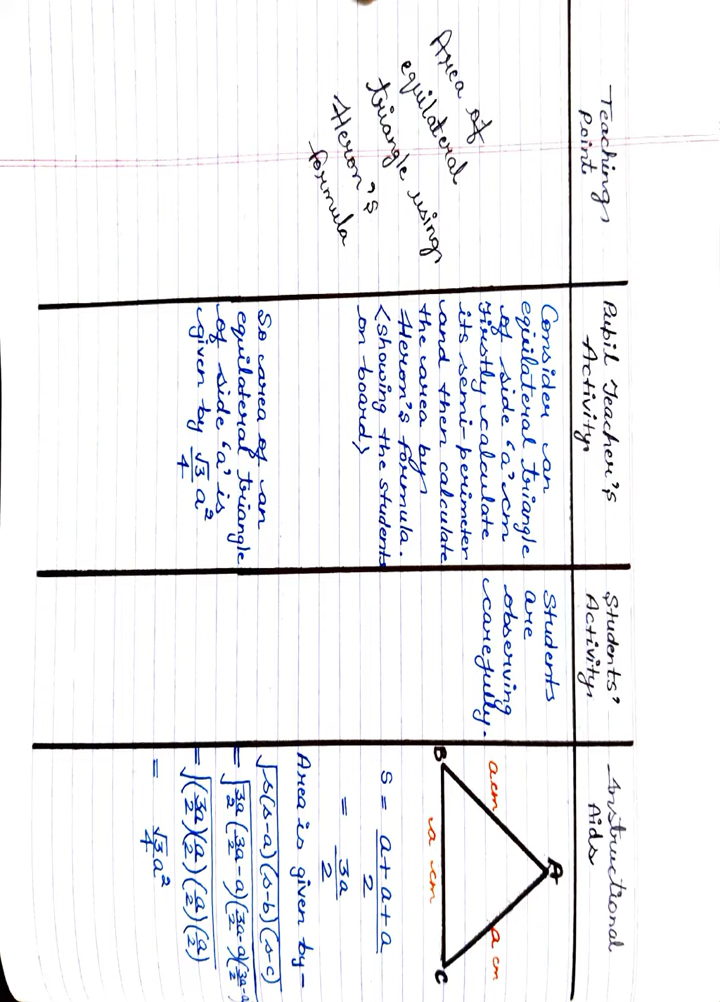 Teaching Point
Pupil Teacher's Activity
Students' Activity
Instructional Aids
Area of
equilateral
triangle using
Heron's
formula
Consider an
equilateral triangle
of side 'a' cm
Firstly calculate
its semi-perimeter
and then calculate
the area by
Heron's formula.
<showing the students
on board>
So area of an
equilateral triangle
of side 'a' is
given by √3/4 a²
Students
are
observing
carefully.
A
a cm
a cm
B
a cm
C
S = a+a+a/2
= 3a/2
Area is given by -
√s(s-a)(s-b)(s-c)
= √3a/2(3a/2-a)(3a/2-a)(3a/2-a
= √(3a/2)(a/2)(a/2)(a/2)
= √3/4 a²